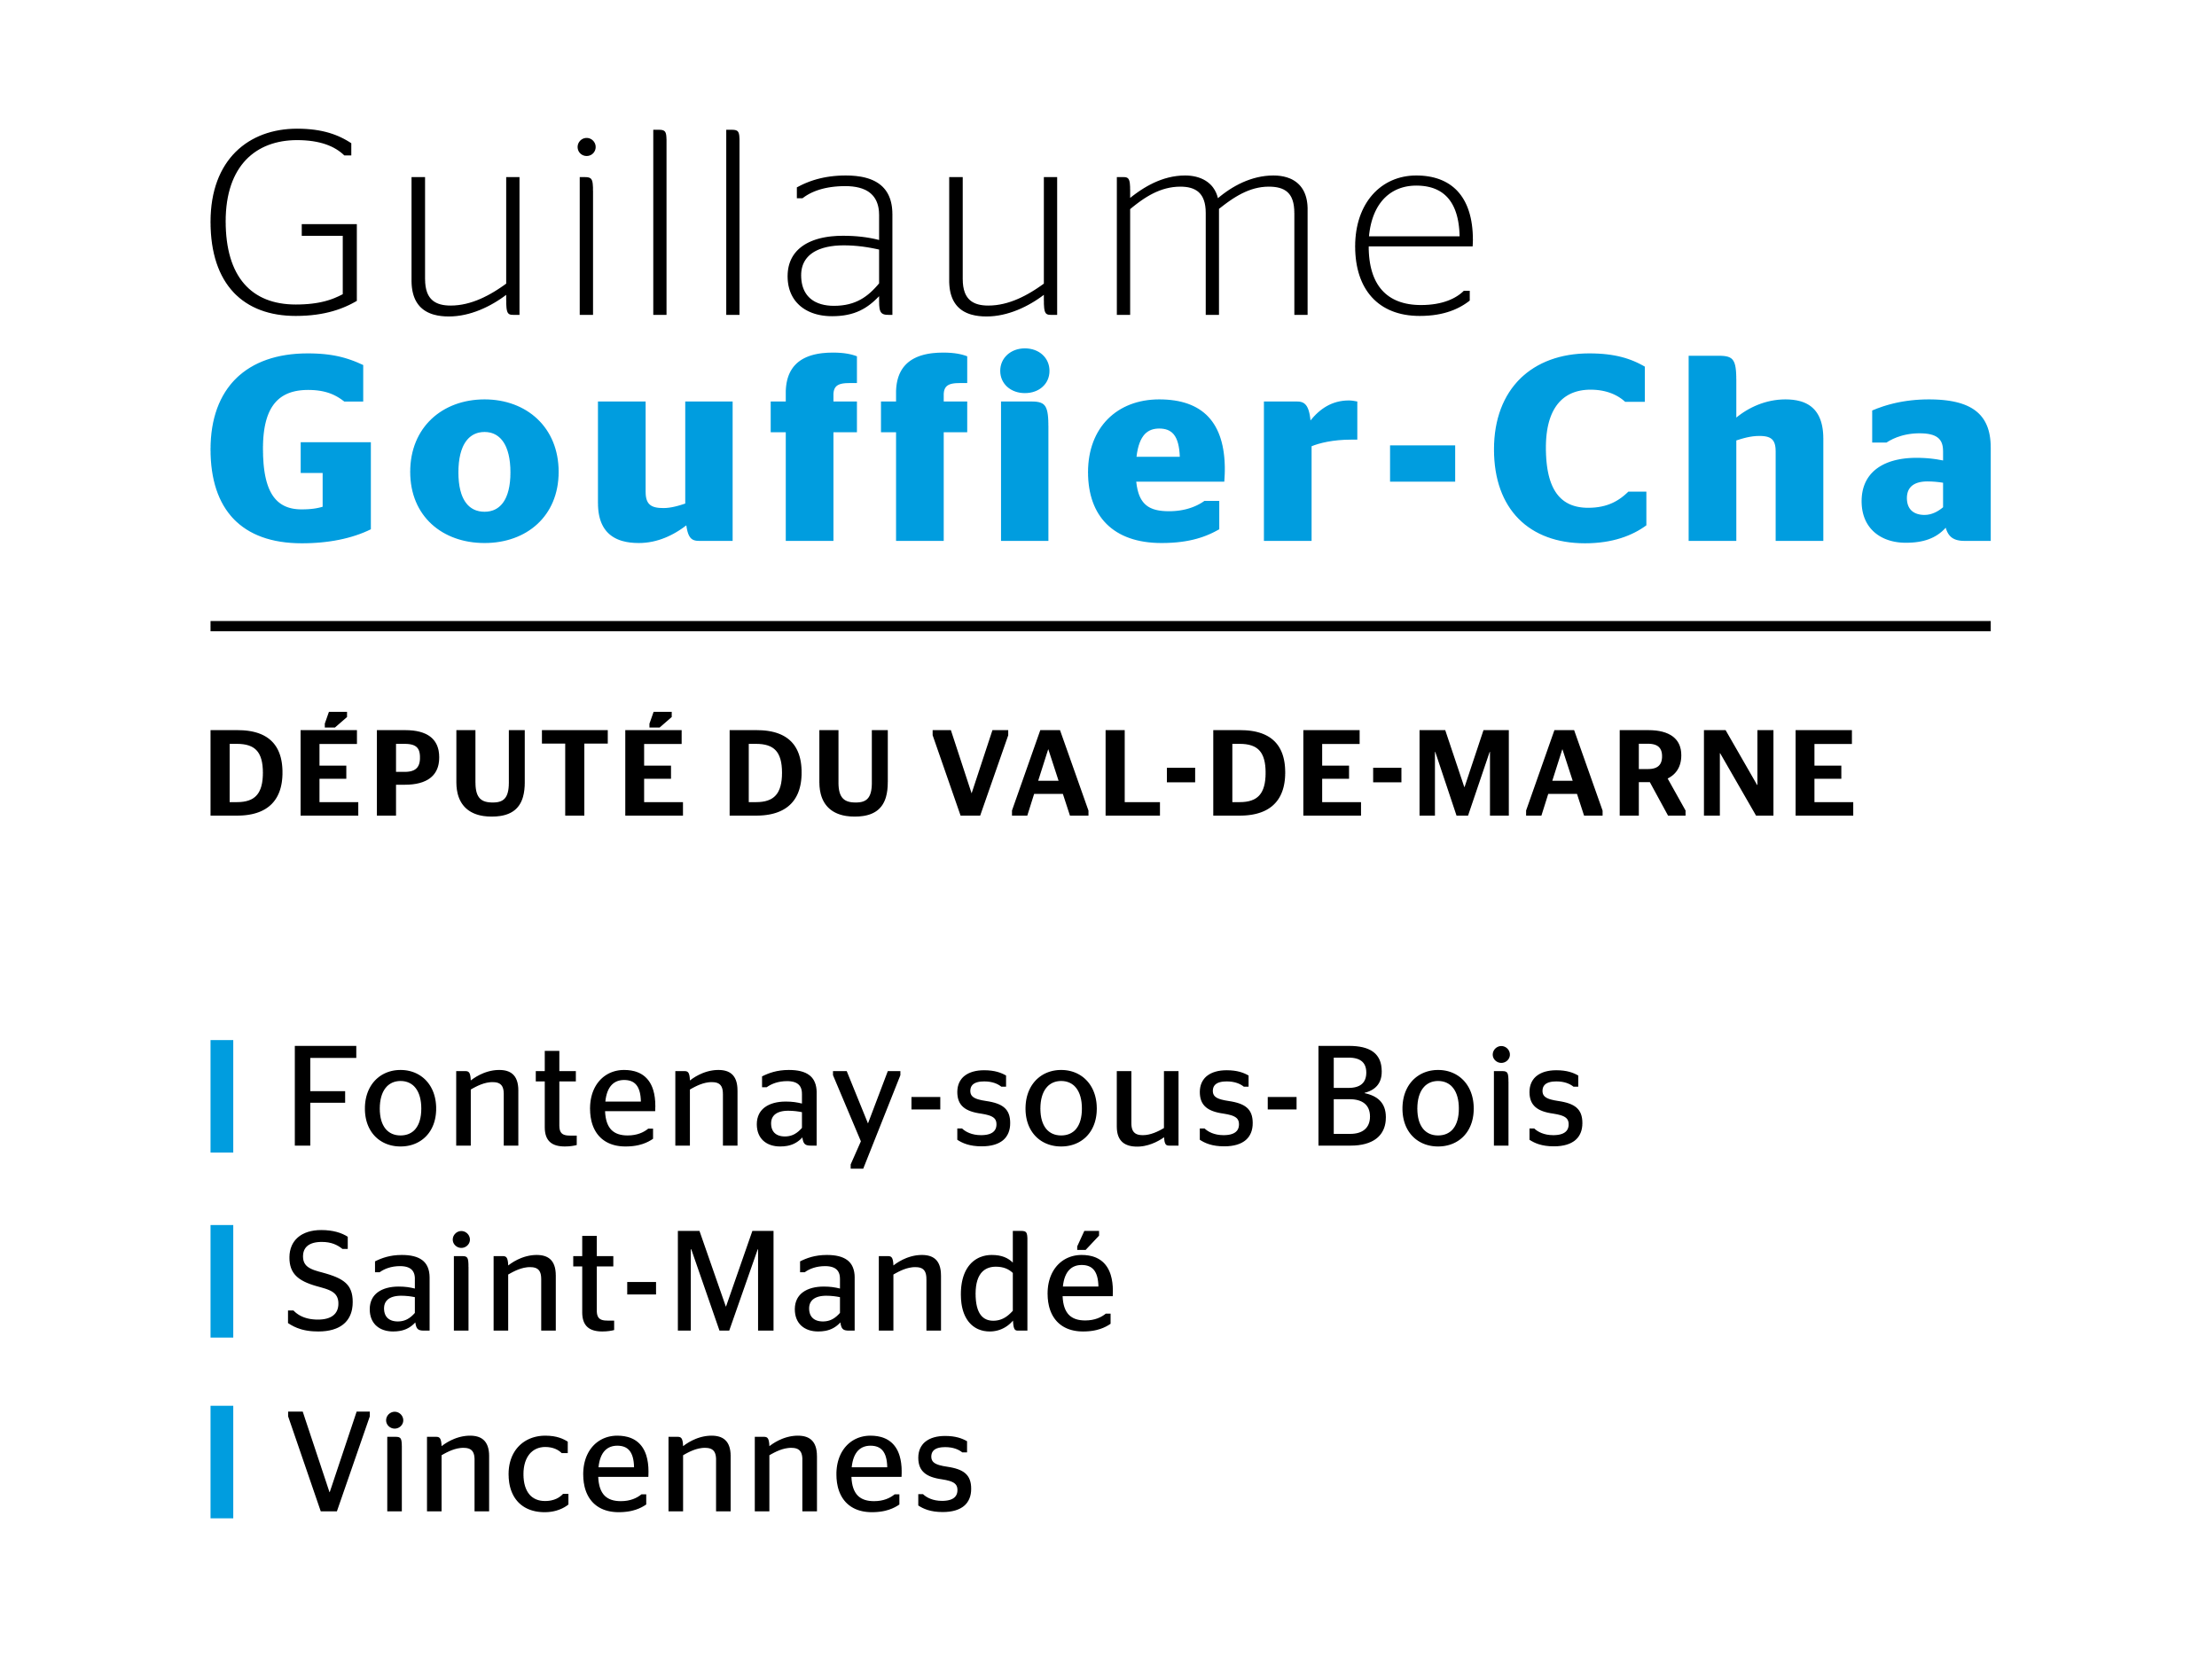 Guillaume
Gouffier-Cha
DÉPUTÉ DU VAL-DE-MARNE
Fontenay-sous-Bois
Saint-Mandé
Vincennes